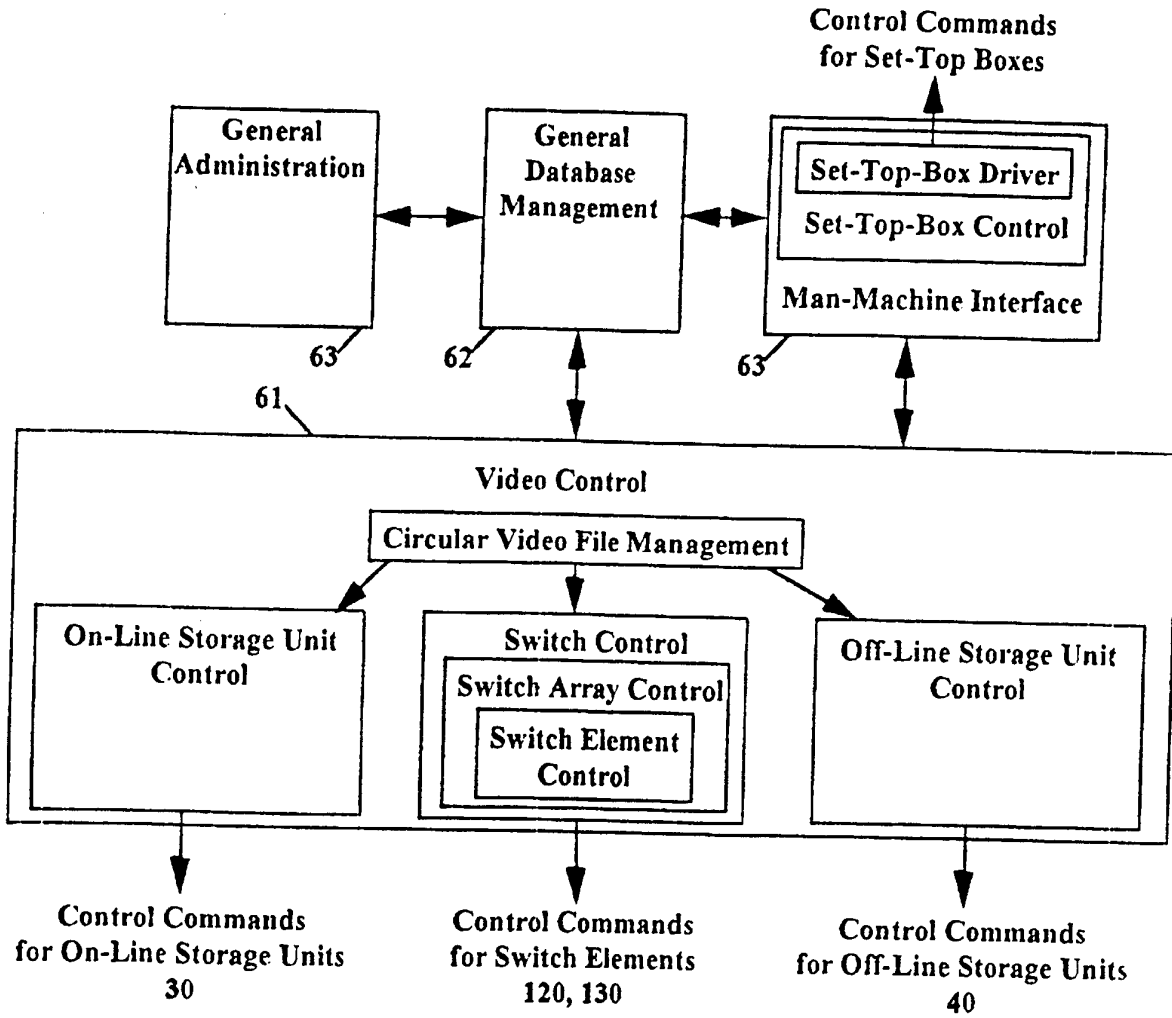 Control Commands
for Set-Top Boxes
General
Administration
General
Database
Management
Set-Top-Box Driver
Set-Top-Box Control
Man-Machine Interface
63
62
63
61
Video Control
Circular Video File Management
On-Line Storage Unit
Control
Switch Control
Switch Array Control
Switch Element
Control
Off-Line Storage Unit
Control
Control Commands
for On-Line Storage Units
30
Control Commands
for Switch Elements
120, 130
Control Commands
for Off-Line Storage Units
40